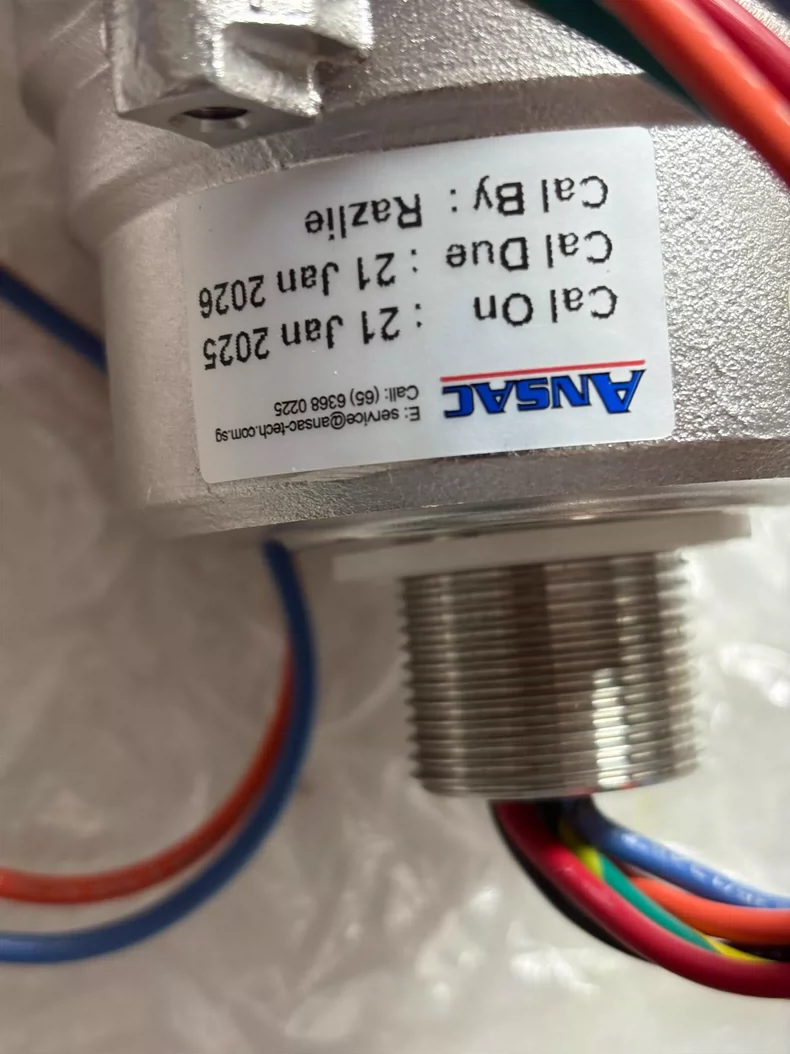 ANSAC
E: service@ansac-tech.com.sg
Call: (65) 6368 0225
Cal On : 21 Jan 2025
Cal Due : 21 Jan 2026
Cal By : Razlie